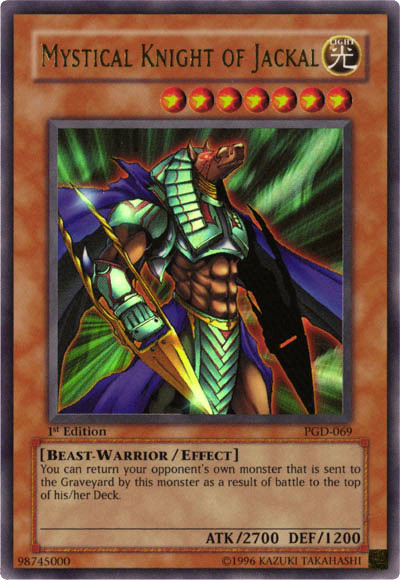 Mystical Knight of Jackal
LIGHT
光
1st Edition
PGD-069
[Beast-Warrior / Effect]
You can return your opponent's own monster that is sent to
the Graveyard by this monster as a result of battle to the top
of his/her Deck.
ATK/2700 DEF/1200
98745000
©1996 KAZUKI TAKAHASHI